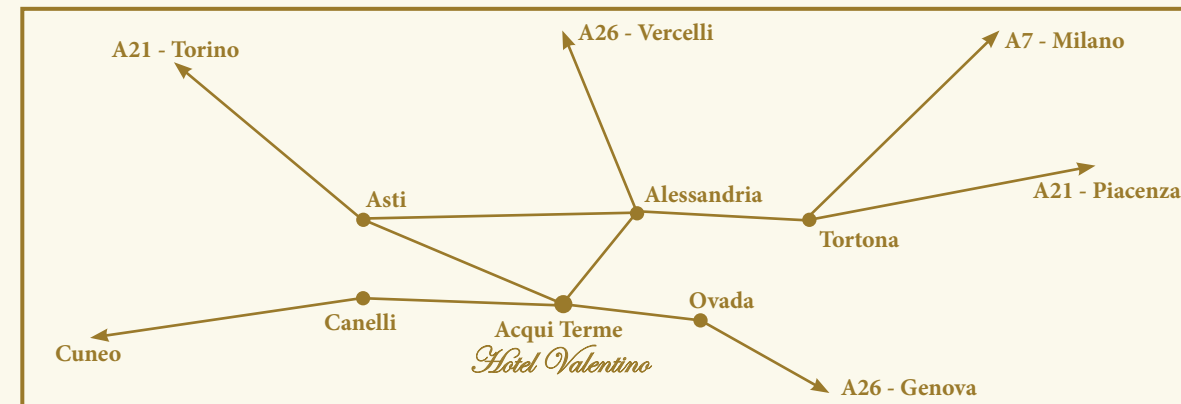 A26 - Vercelli
A7 - Milano
A21 - Torino
A21 - Piacenza
Asti
Alessandria
Tortona
Ovada
Canelli
Acqui Terme
Hotel Valentino
Cuneo
A26 - Genova